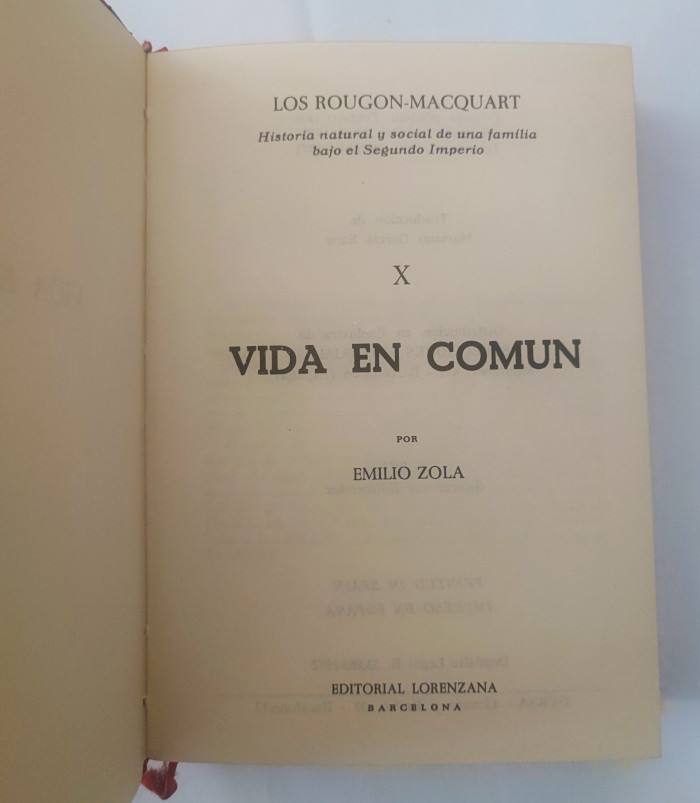 LOS ROUGON-MACQUART
Historia natural y social de una familia
bajo el Segundo Imperio
X
VIDA EN COMUN
POR
EMILIO ZOLA
EDITORIAL LORENZANA
BARCELONA